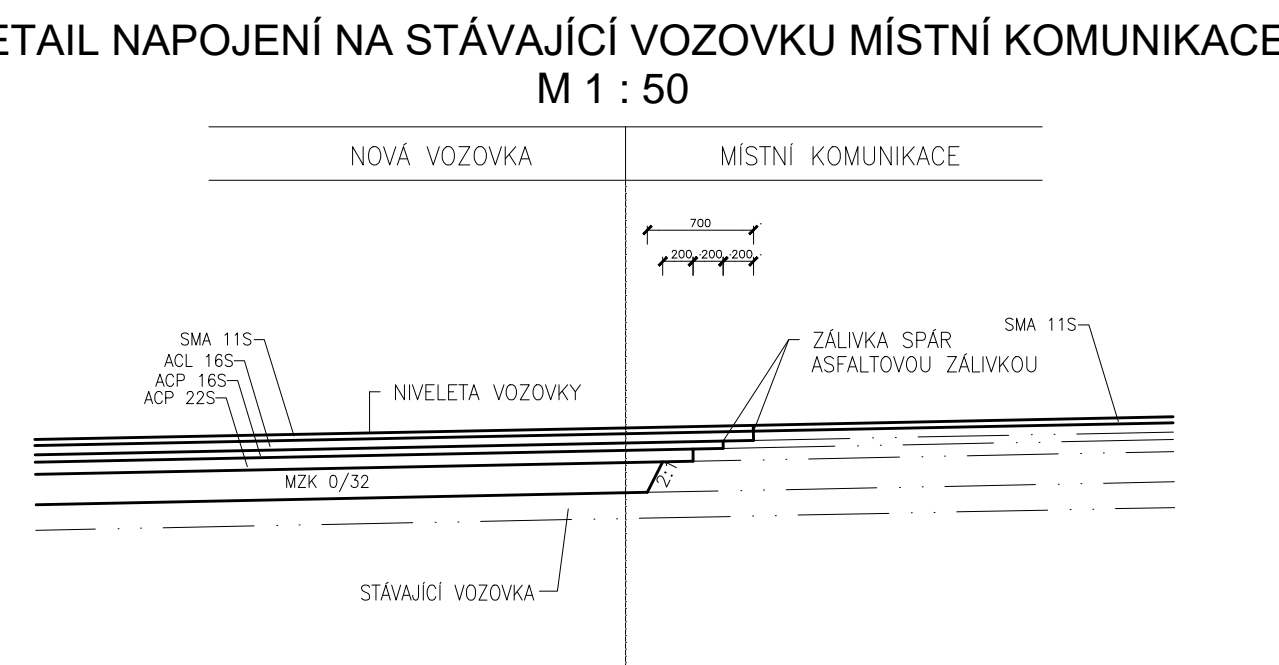 ETAIL NAPOJENÍ NA STÁVAJÍCÍ VOZOVKU MÍSTNÍ KOMUNIKACE
M 1 : 50
NOVÁ VOZOVKA
MÍSTNÍ KOMUNIKACE
700
200 200 200
SMA 11S
ACL 16S
ACP 16S
ACP 22S
NIVELETA VOZOVKY
ZÁLIVKA SPÁR
ASFALTOVOU ZÁLIVKOU
SMA 11S
MZK 0/32
2:1
STÁVAJÍCÍ VOZOVKA